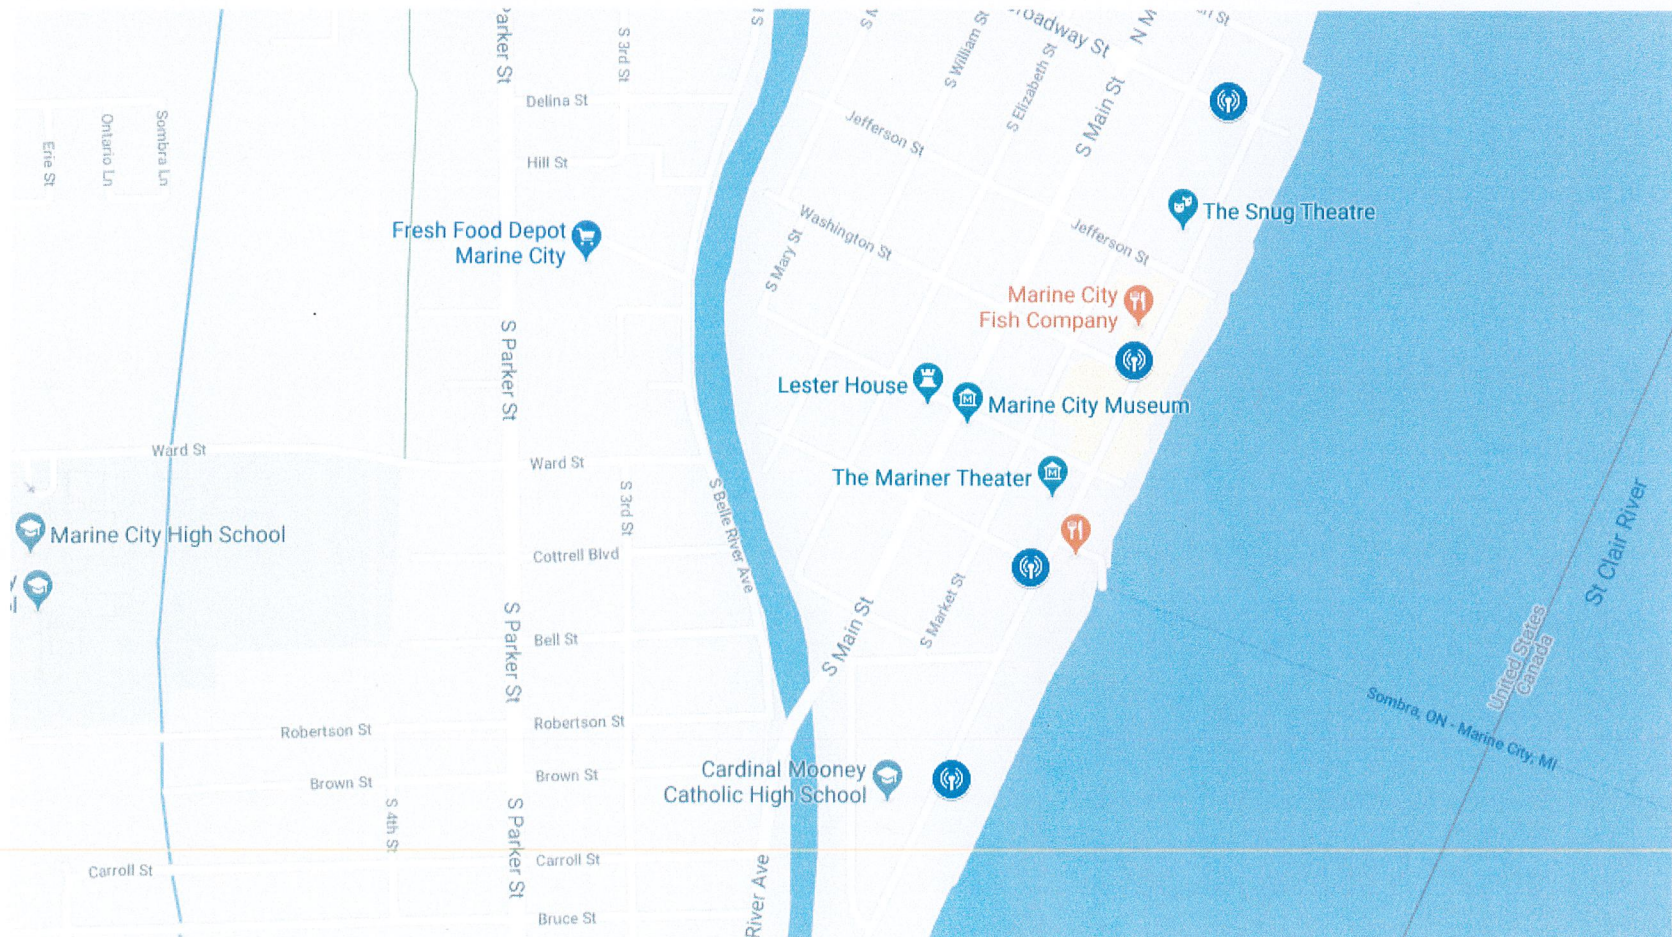 Parker St
S 3rd St
S William St
roadway St
N M
S Elizabeth St
S Main St
Delina St
Jefferson St
Hill St
Sombra Ln
Ontario Ln
Erie St
The Snug Theatre
Fresh Food Depot
Marine City
Washington St
Jefferson St
S Mary St
Marine City
Fish Company
S Parker St
Lester House
Marine City Museum
Ward St
Ward St
The Mariner Theater
S 3rd St
S Belle River Ave
Marine City High School
St Clair River
Cottrell Blvd
S Market St
S Main St
Bell St
S Parker St
United States
Canada
Sombra, ON - Marine City, MI
Robertson St
Robertson St
Brown St
Brown St
Cardinal Mooney
Catholic High School
S 4th St
S Parker St
Carroll St
Carroll St
River Ave
Bruce St